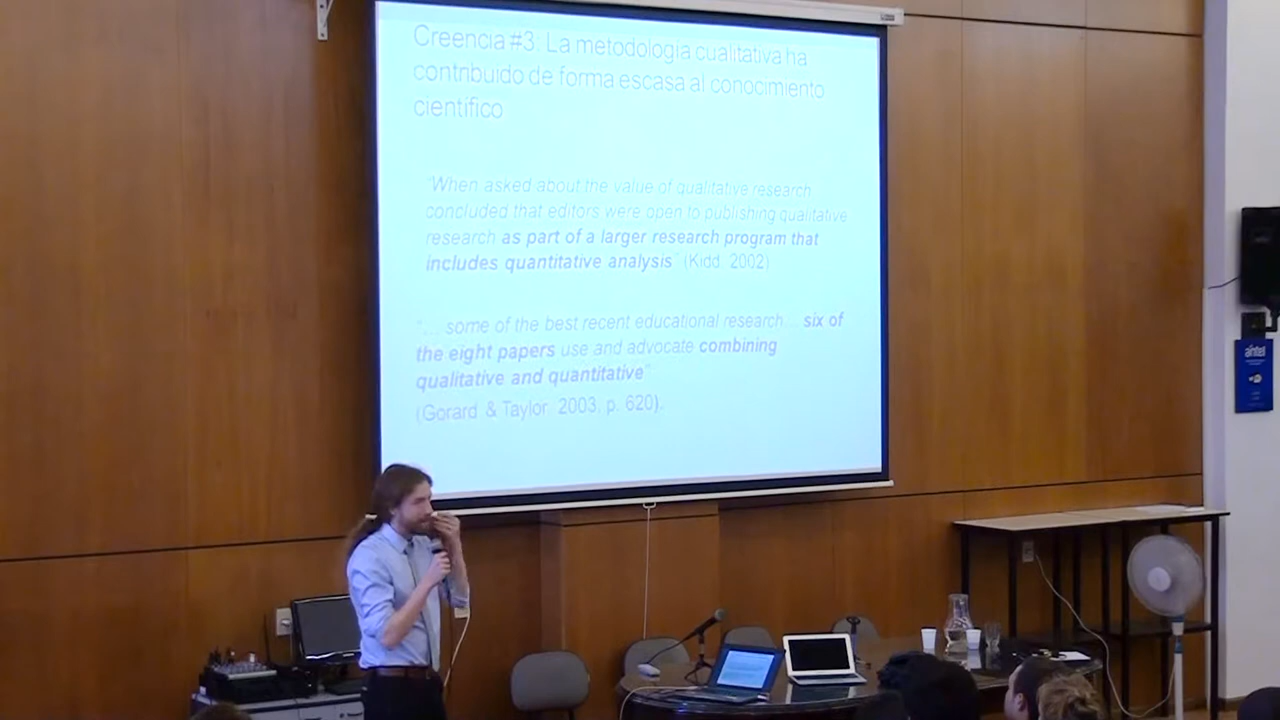 Creencia #3: La metodología cualitativa ha
contribuido de forma escasa al conocimiento
científico
"When asked about the value of qualitative research
concluded that editors were open to publishing qualitative
research as part of a larger research program that
includes quantitative analysis" (Kidd, 2002)
"… some of the best recent educational research… six of
the eight papers use and advocate combining
qualitative and quantitative"
(Gorard & Taylor, 2003, p. 620).
antel